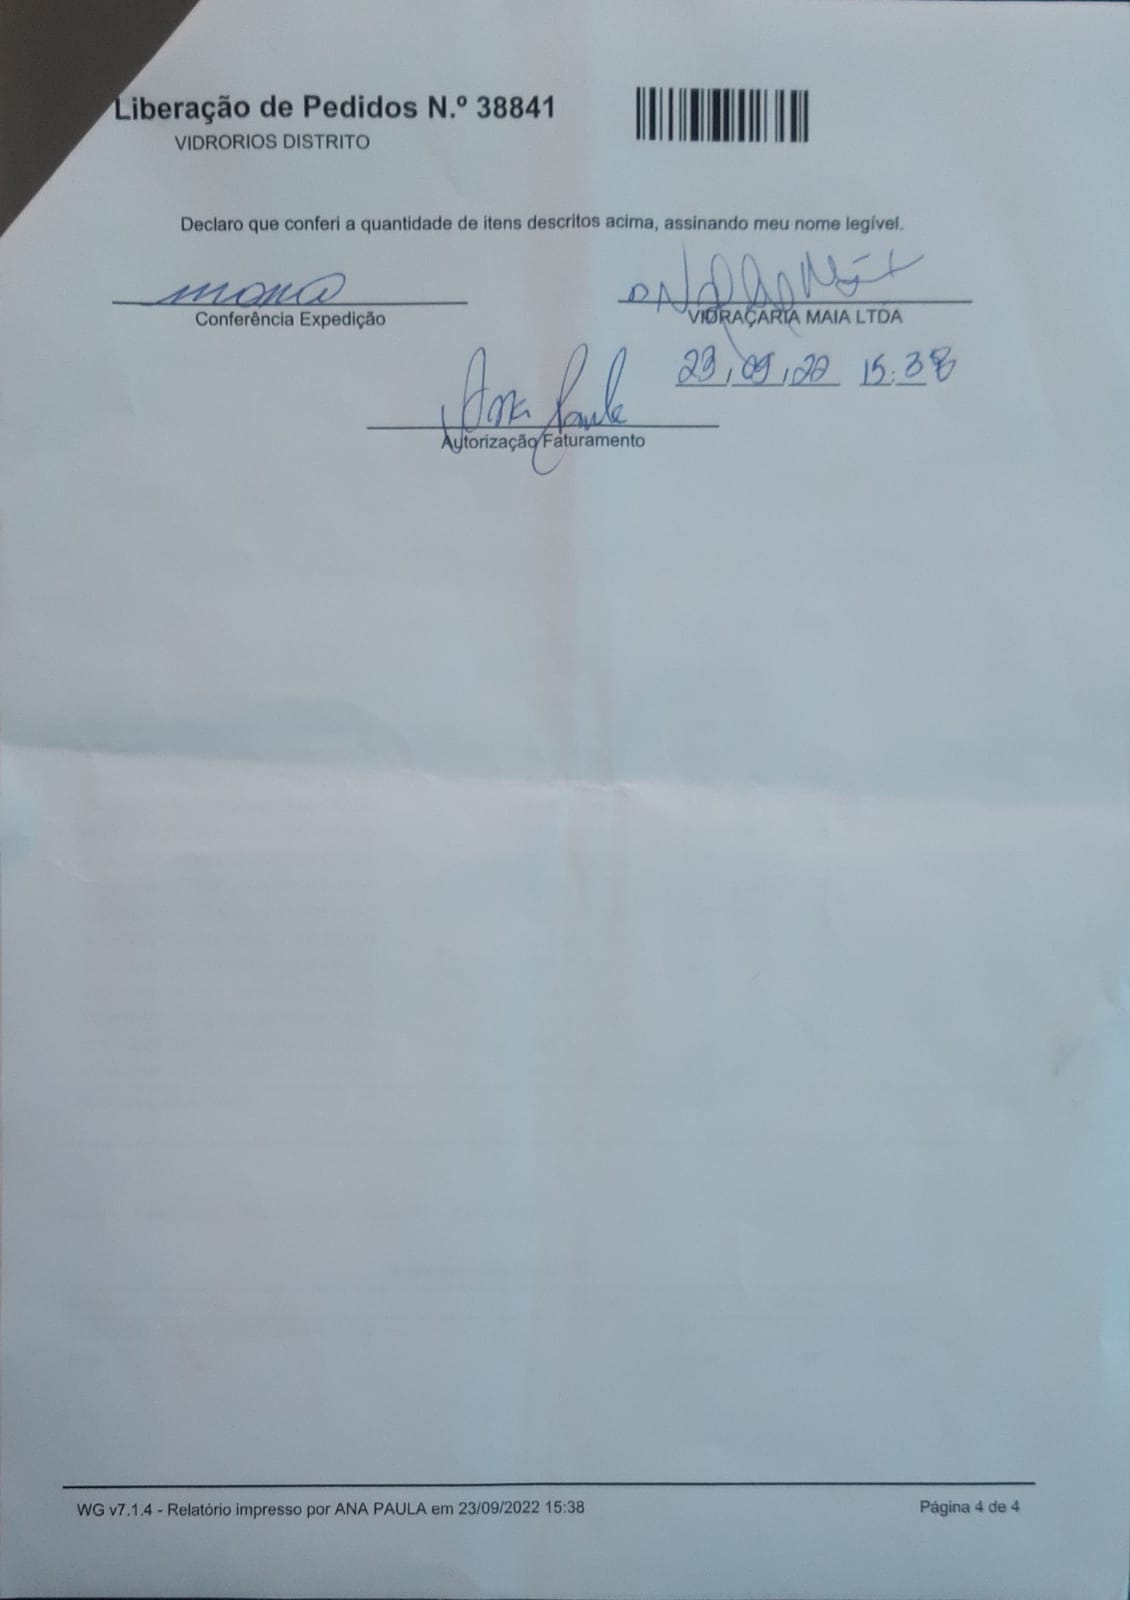 Liberação de Pedidos N.º 38841
VIDRORIOS DISTRITO
Declaro que conferi a quantidade de itens descritos acima, assinando meu nome legível.
Conferência Expedição
VIDRAÇARIA MAIA LTDA
23,09,22 15:38
Ana Paula
Autorização Faturamento
WG v7.1.4 - Relatório impresso por ANA PAULA em 23/09/2022 15:38
Página 4 de 4